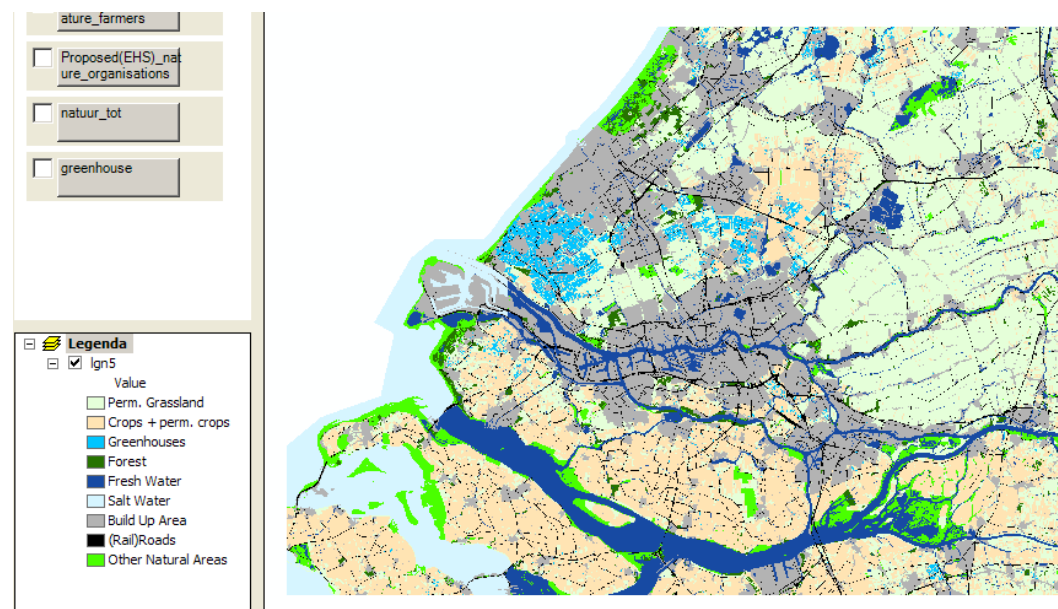 ature_farmers
Proposed(EHS)_nat
ure_organisations
natuur_tot
greenhouse
Legenda
lgn5
Value
Perm. Grassland
Crops + perm. crops
Greenhouses
Forest
Fresh Water
Salt Water
Build Up Area
(Rail)Roads
Other Natural Areas